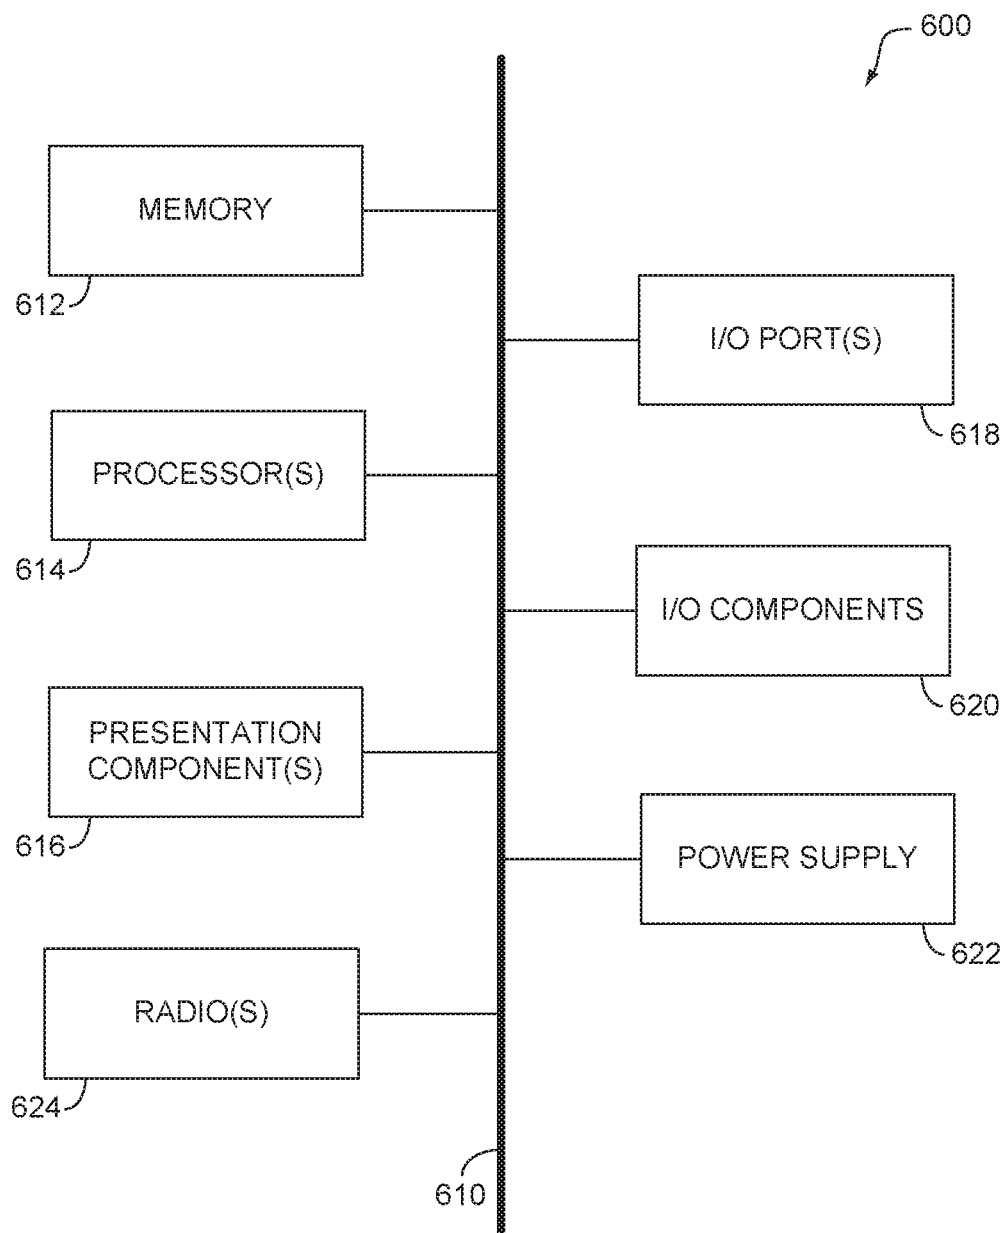 600
MEMORY
612
I/O PORT(S)
618
PROCESSOR(S)
614
I/O COMPONENTS
620
PRESENTATION
COMPONENT(S)
616
POWER SUPPLY
622
RADIO(S)
624
610